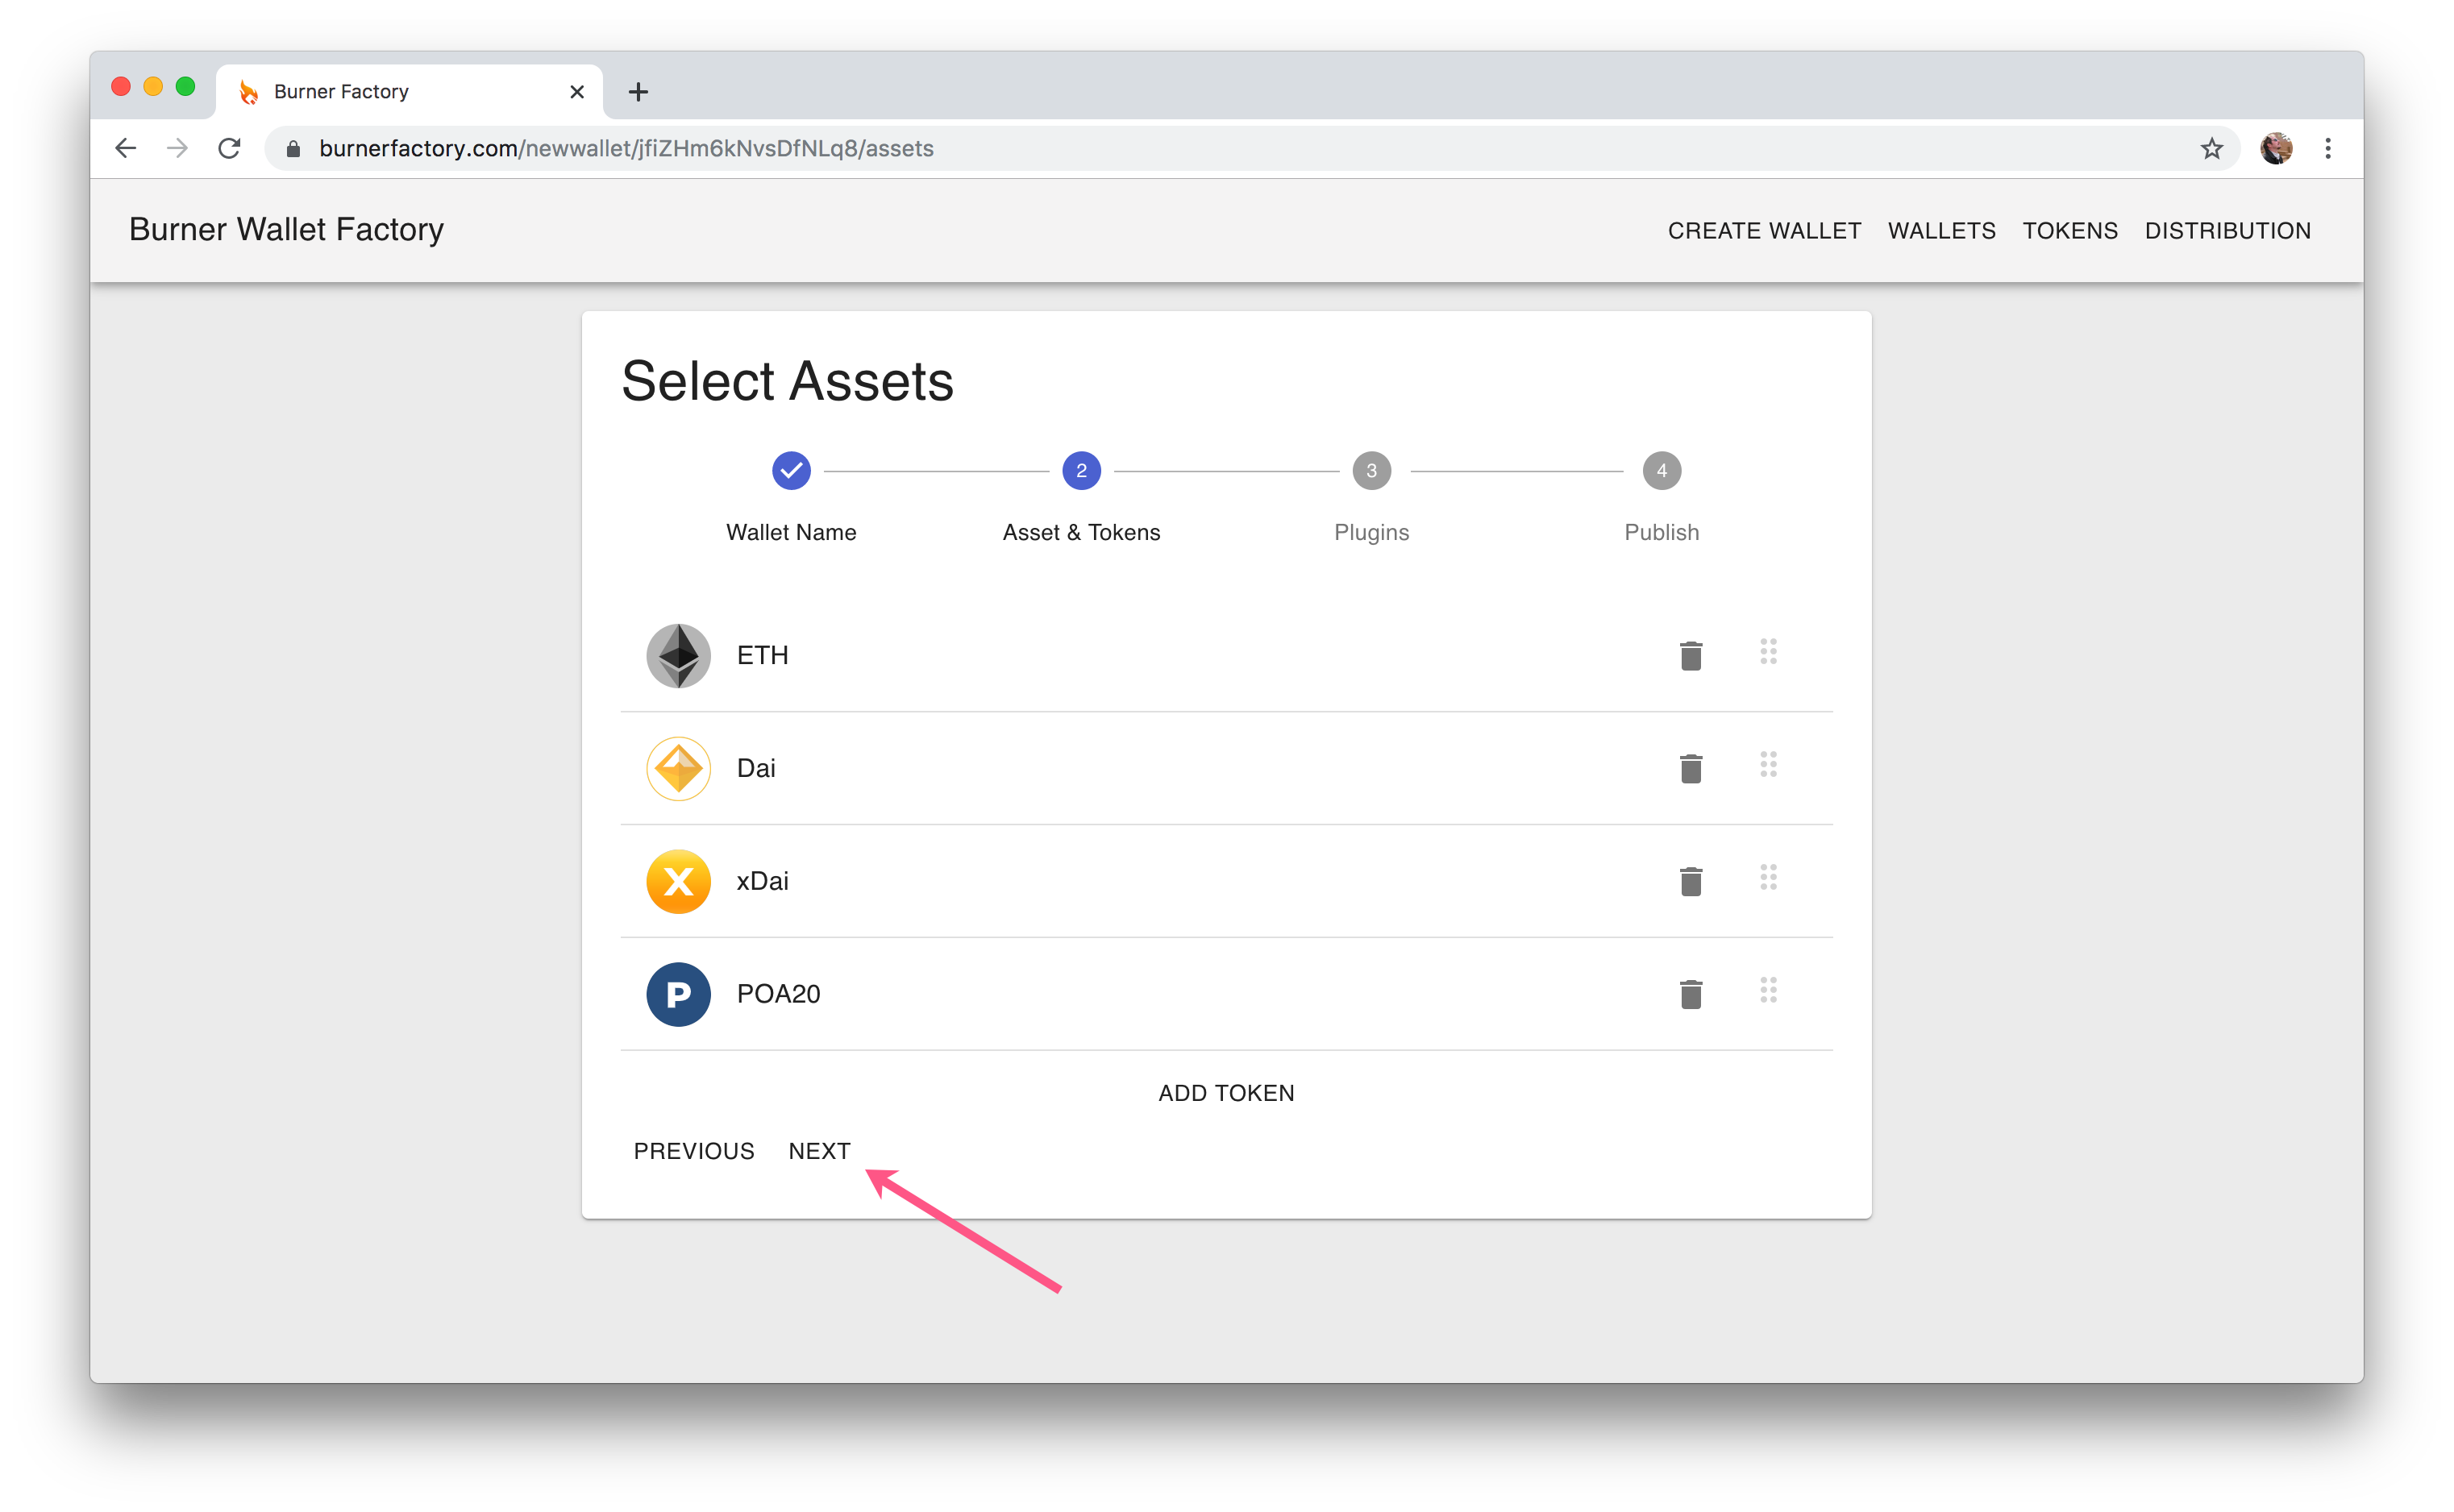 Burner Factory
burnerfactory.com/newwallet/jfiZHm6kNvsDfNLq8/assets
Burner Wallet Factory
CREATE WALLET WALLETS TOKENS DISTRIBUTION
Select Assets
2 3 4
Wallet Name Asset & Tokens Plugins Publish
ETH
Dai
X xDai
P POA20
ADD TOKEN
PREVIOUS NEXT